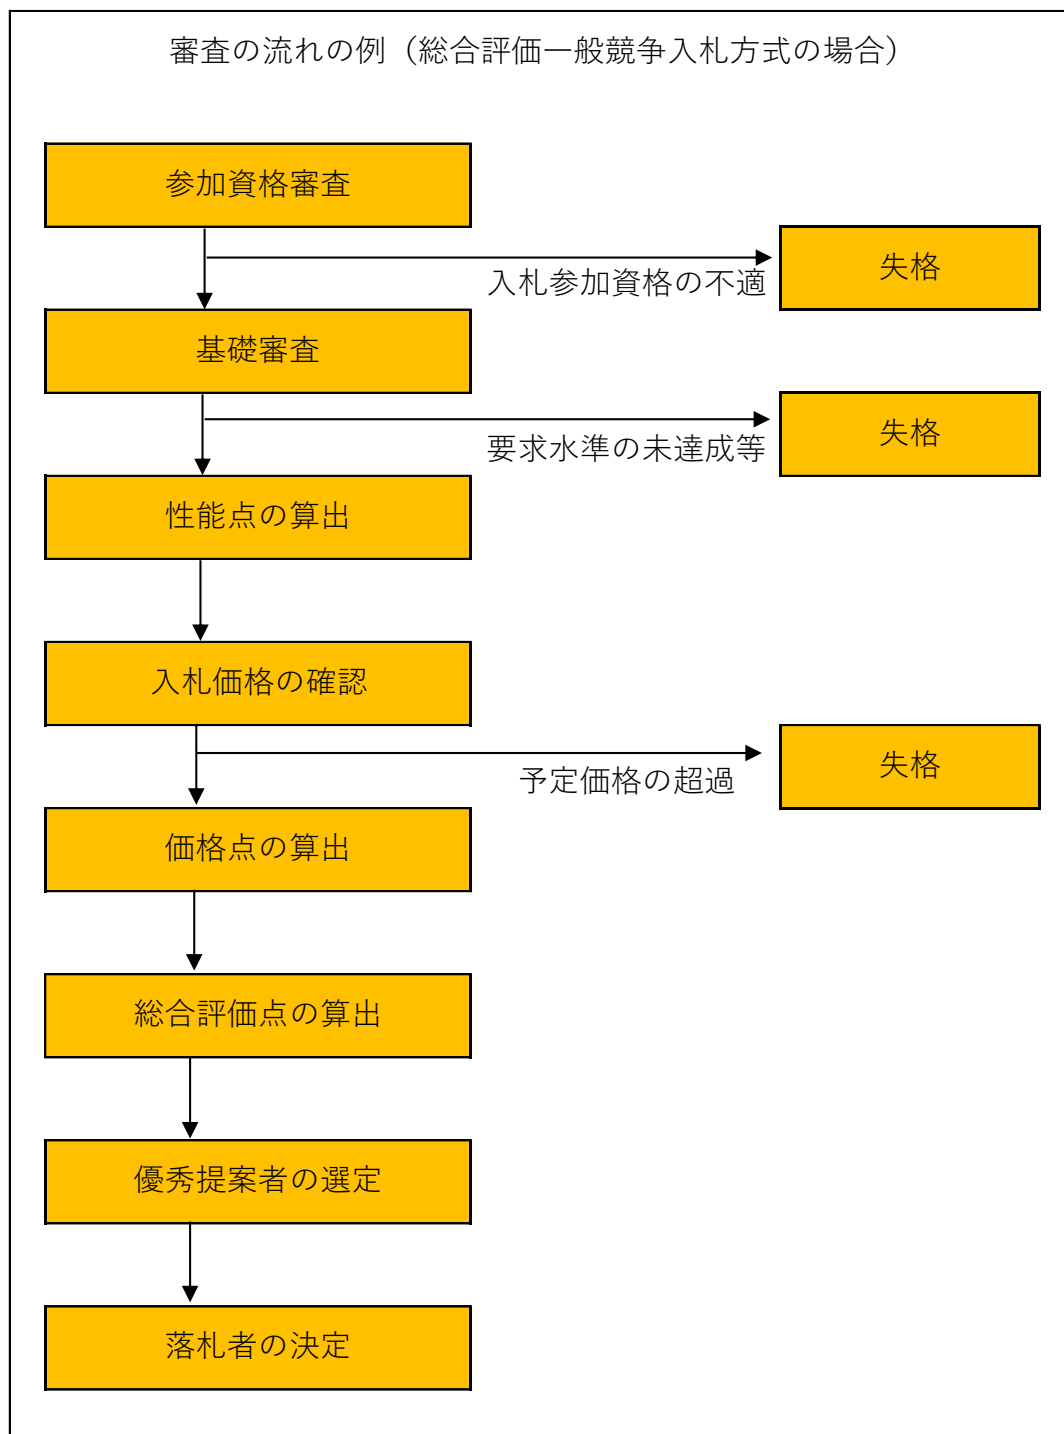 審査の流れの例（総合評価一般競争入札方式の場合）
参加資格審査
入札参加資格の不適
失格
基礎審査
要求水準の未達成等
失格
性能点の算出
入札価格の確認
予定価格の超過
失格
価格点の算出
総合評価点の算出
優秀提案者の選定
落札者の決定